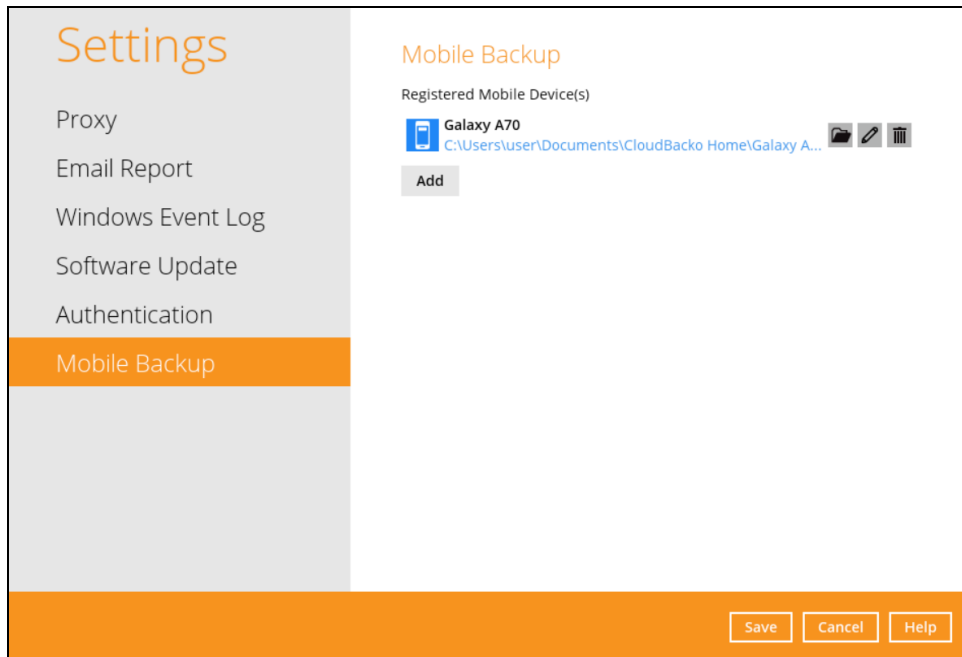 Settings
Proxy
Email Report
Windows Event Log
Software Update
Authentication
Mobile Backup
Mobile Backup
Registered Mobile Device(s)
Galaxy A70
C:\Users\user\Documents\CloudBacko Home\Galaxy A...
Add
Save Cancel Help